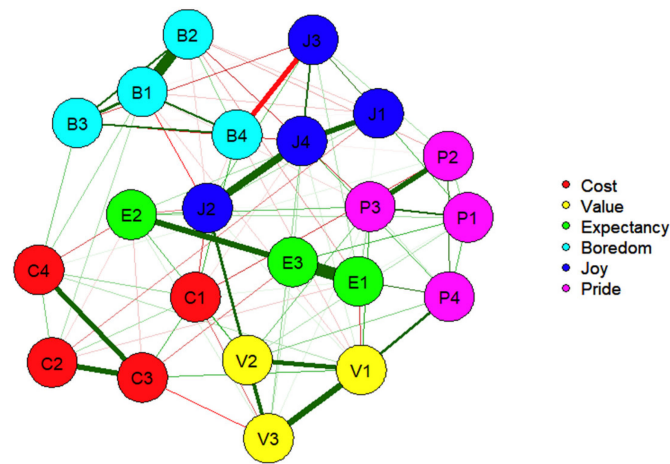 B2
J3
B1
J1
B3
B4
J4
P2
E2
J2
P3
P1
C4
E3
E1
C1
P4
C2
C3
V2
V1
V3
Cost
Value
Expectancy
Boredom
Joy
Pride